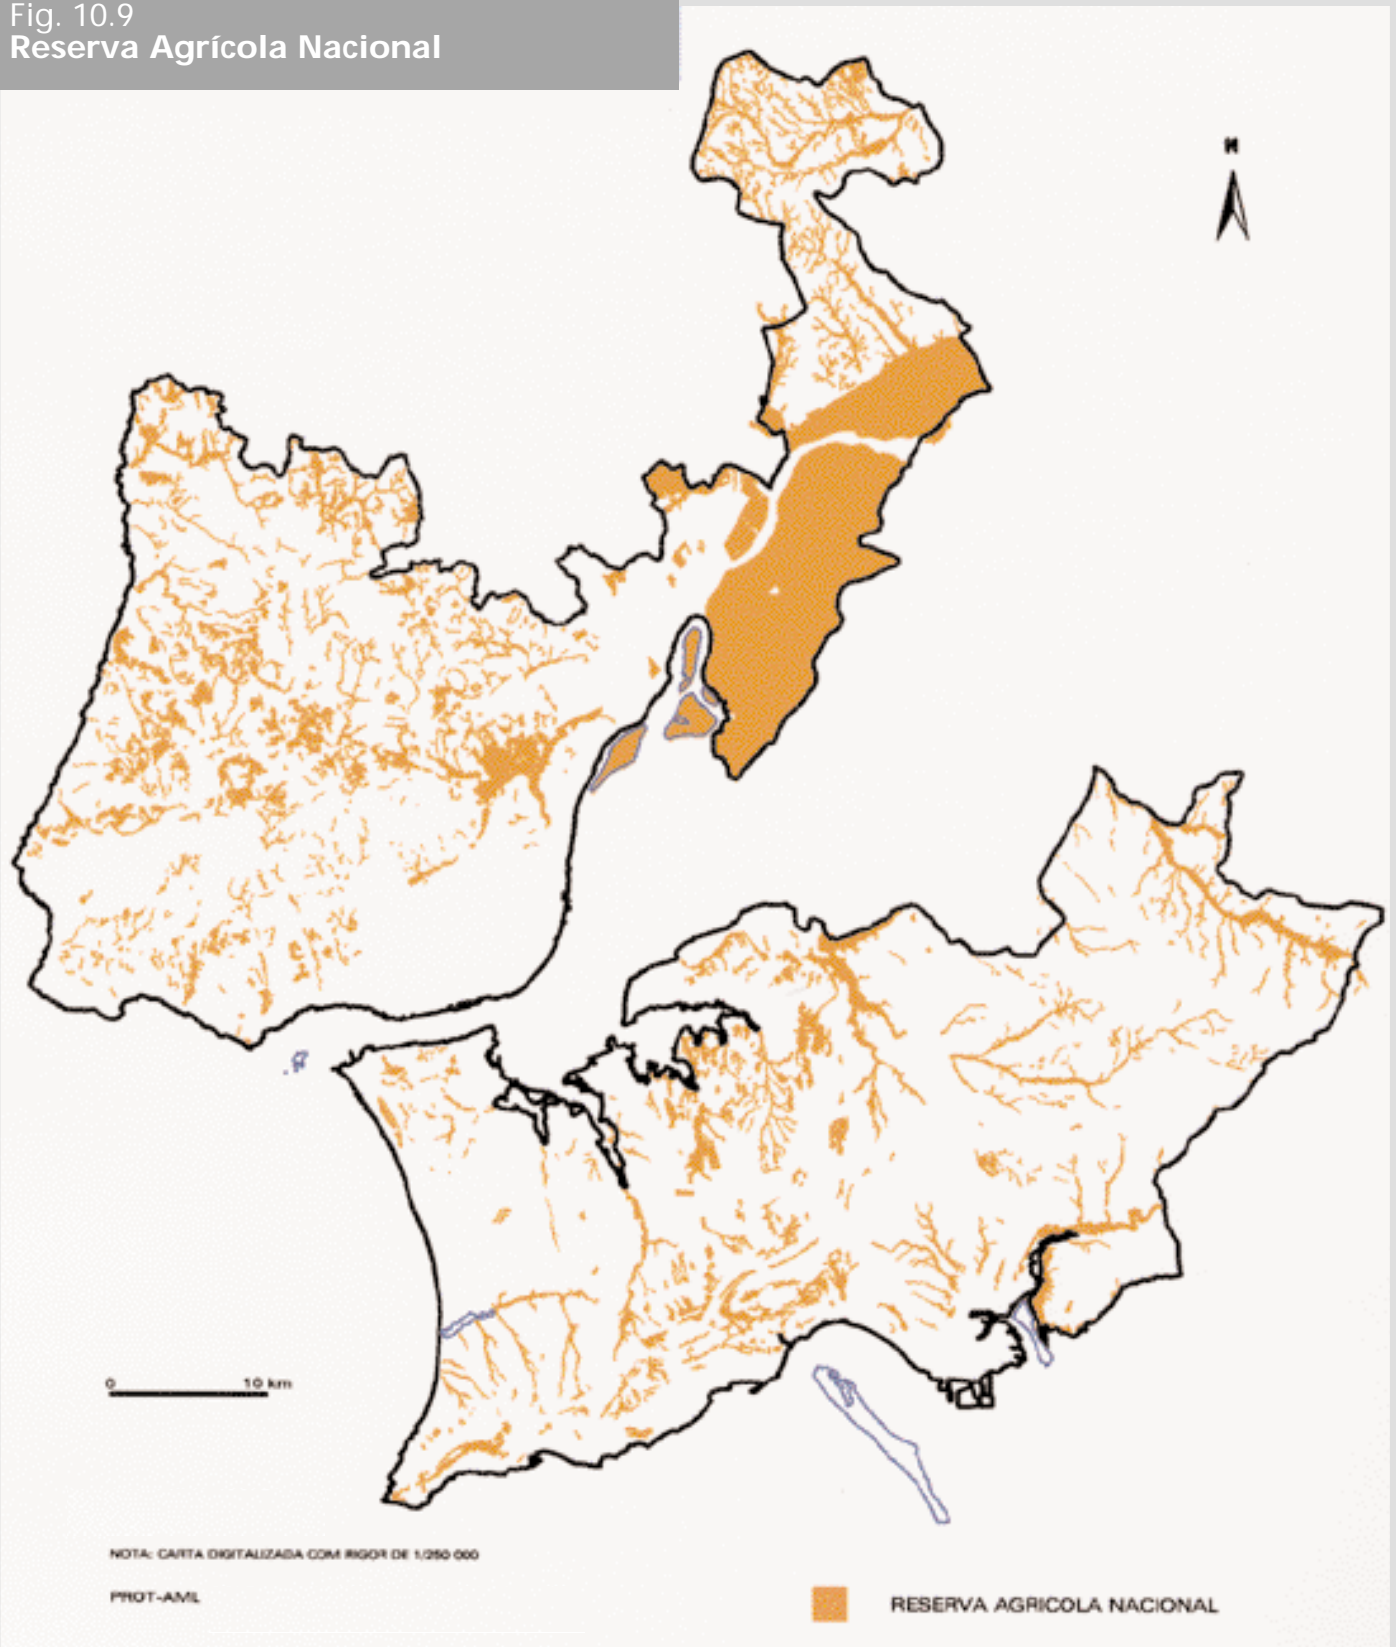 Fig. 10.9
Reserva Agrícola Nacional
N
0 10 km
NOTA: CARTA DIGITALIZADA COM RIGOR DE 1/250 000
PROT-AML
RESERVA AGRICOLA NACIONAL